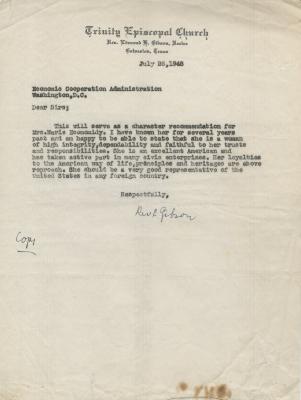 Trinity Episcopal Church
Rev. Edmund H. Gibson, Rector
Galveston, Texas
July 28, 1948
Economic Cooperation Administration
Washington,D.C.
Dear Sirs;
This will serve as a character recommendation for
Mrs.Marie Economidy. I have known her for several years
past and am happy to be able to state that she is a woman
of high integrity,dependability and faithful to her trusts
and responsibilities. She is an excellent American and
has taken active part in many civic enterprises. Her loyalties
to the American way of life,principles and heritages are above
reproach. She should be a very good representative of the
United States in any foreign country.
Respectfully,
Gibson
Copy